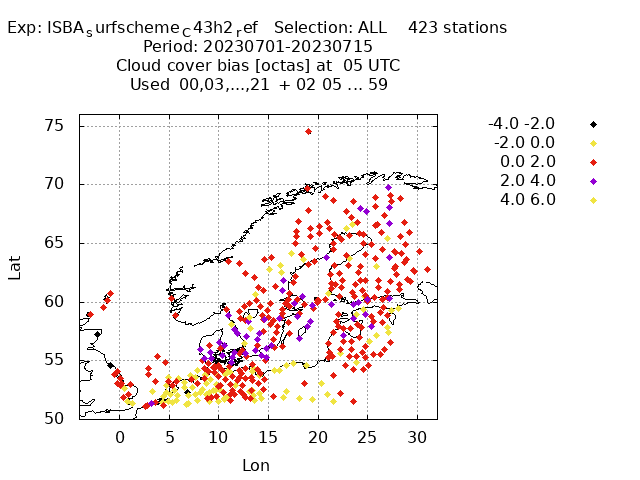 Exp: ISBA_surfscheme_C43h2_ref   Selection: ALL    423 stations
Period: 20230701-20230715
Cloud cover bias [octas] at  05 UTC
Used  00,03,...,21  + 02 05 ... 59
-4.0 -2.0
-2.0 0.0
0.0 2.0
2.0 4.0
4.0 6.0
75
70
65
60
55
50
Lat
0 5 10 15 20 25 30
Lon